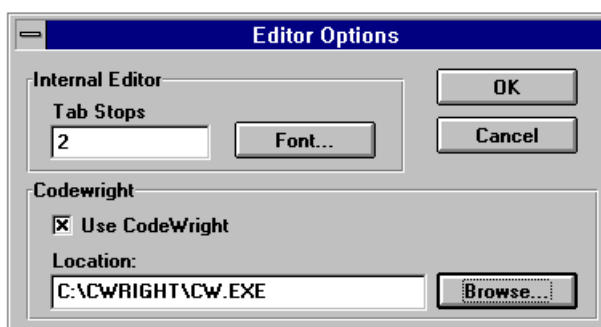 Editor Options
Internal Editor
OK
Tab Stops
2
Font...
Cancel
Codewright
Use CodeWright
Location:
C:\CWRIGHT\CW.EXE
Browse...